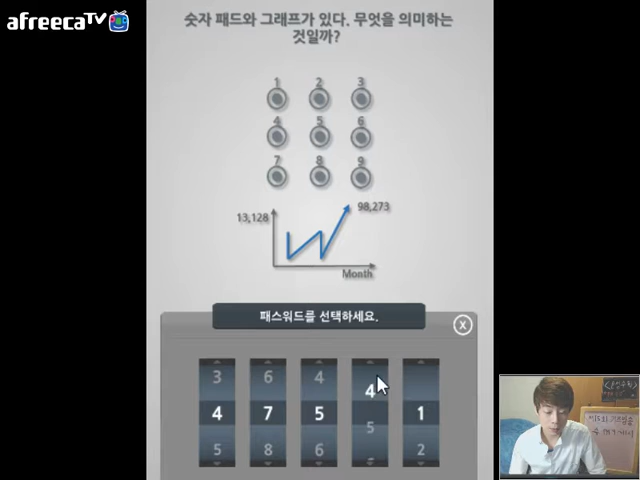 afreecaTV
숫자 패드와 그래프가 있다. 무엇을 의미하는
것일까?
1 2 3
4 5 6
7 8 9
13,128
98,273
Month
패스워드를 선택하세요.
X
3 6 4
4 7 5 4 1
5 8 6 5 2